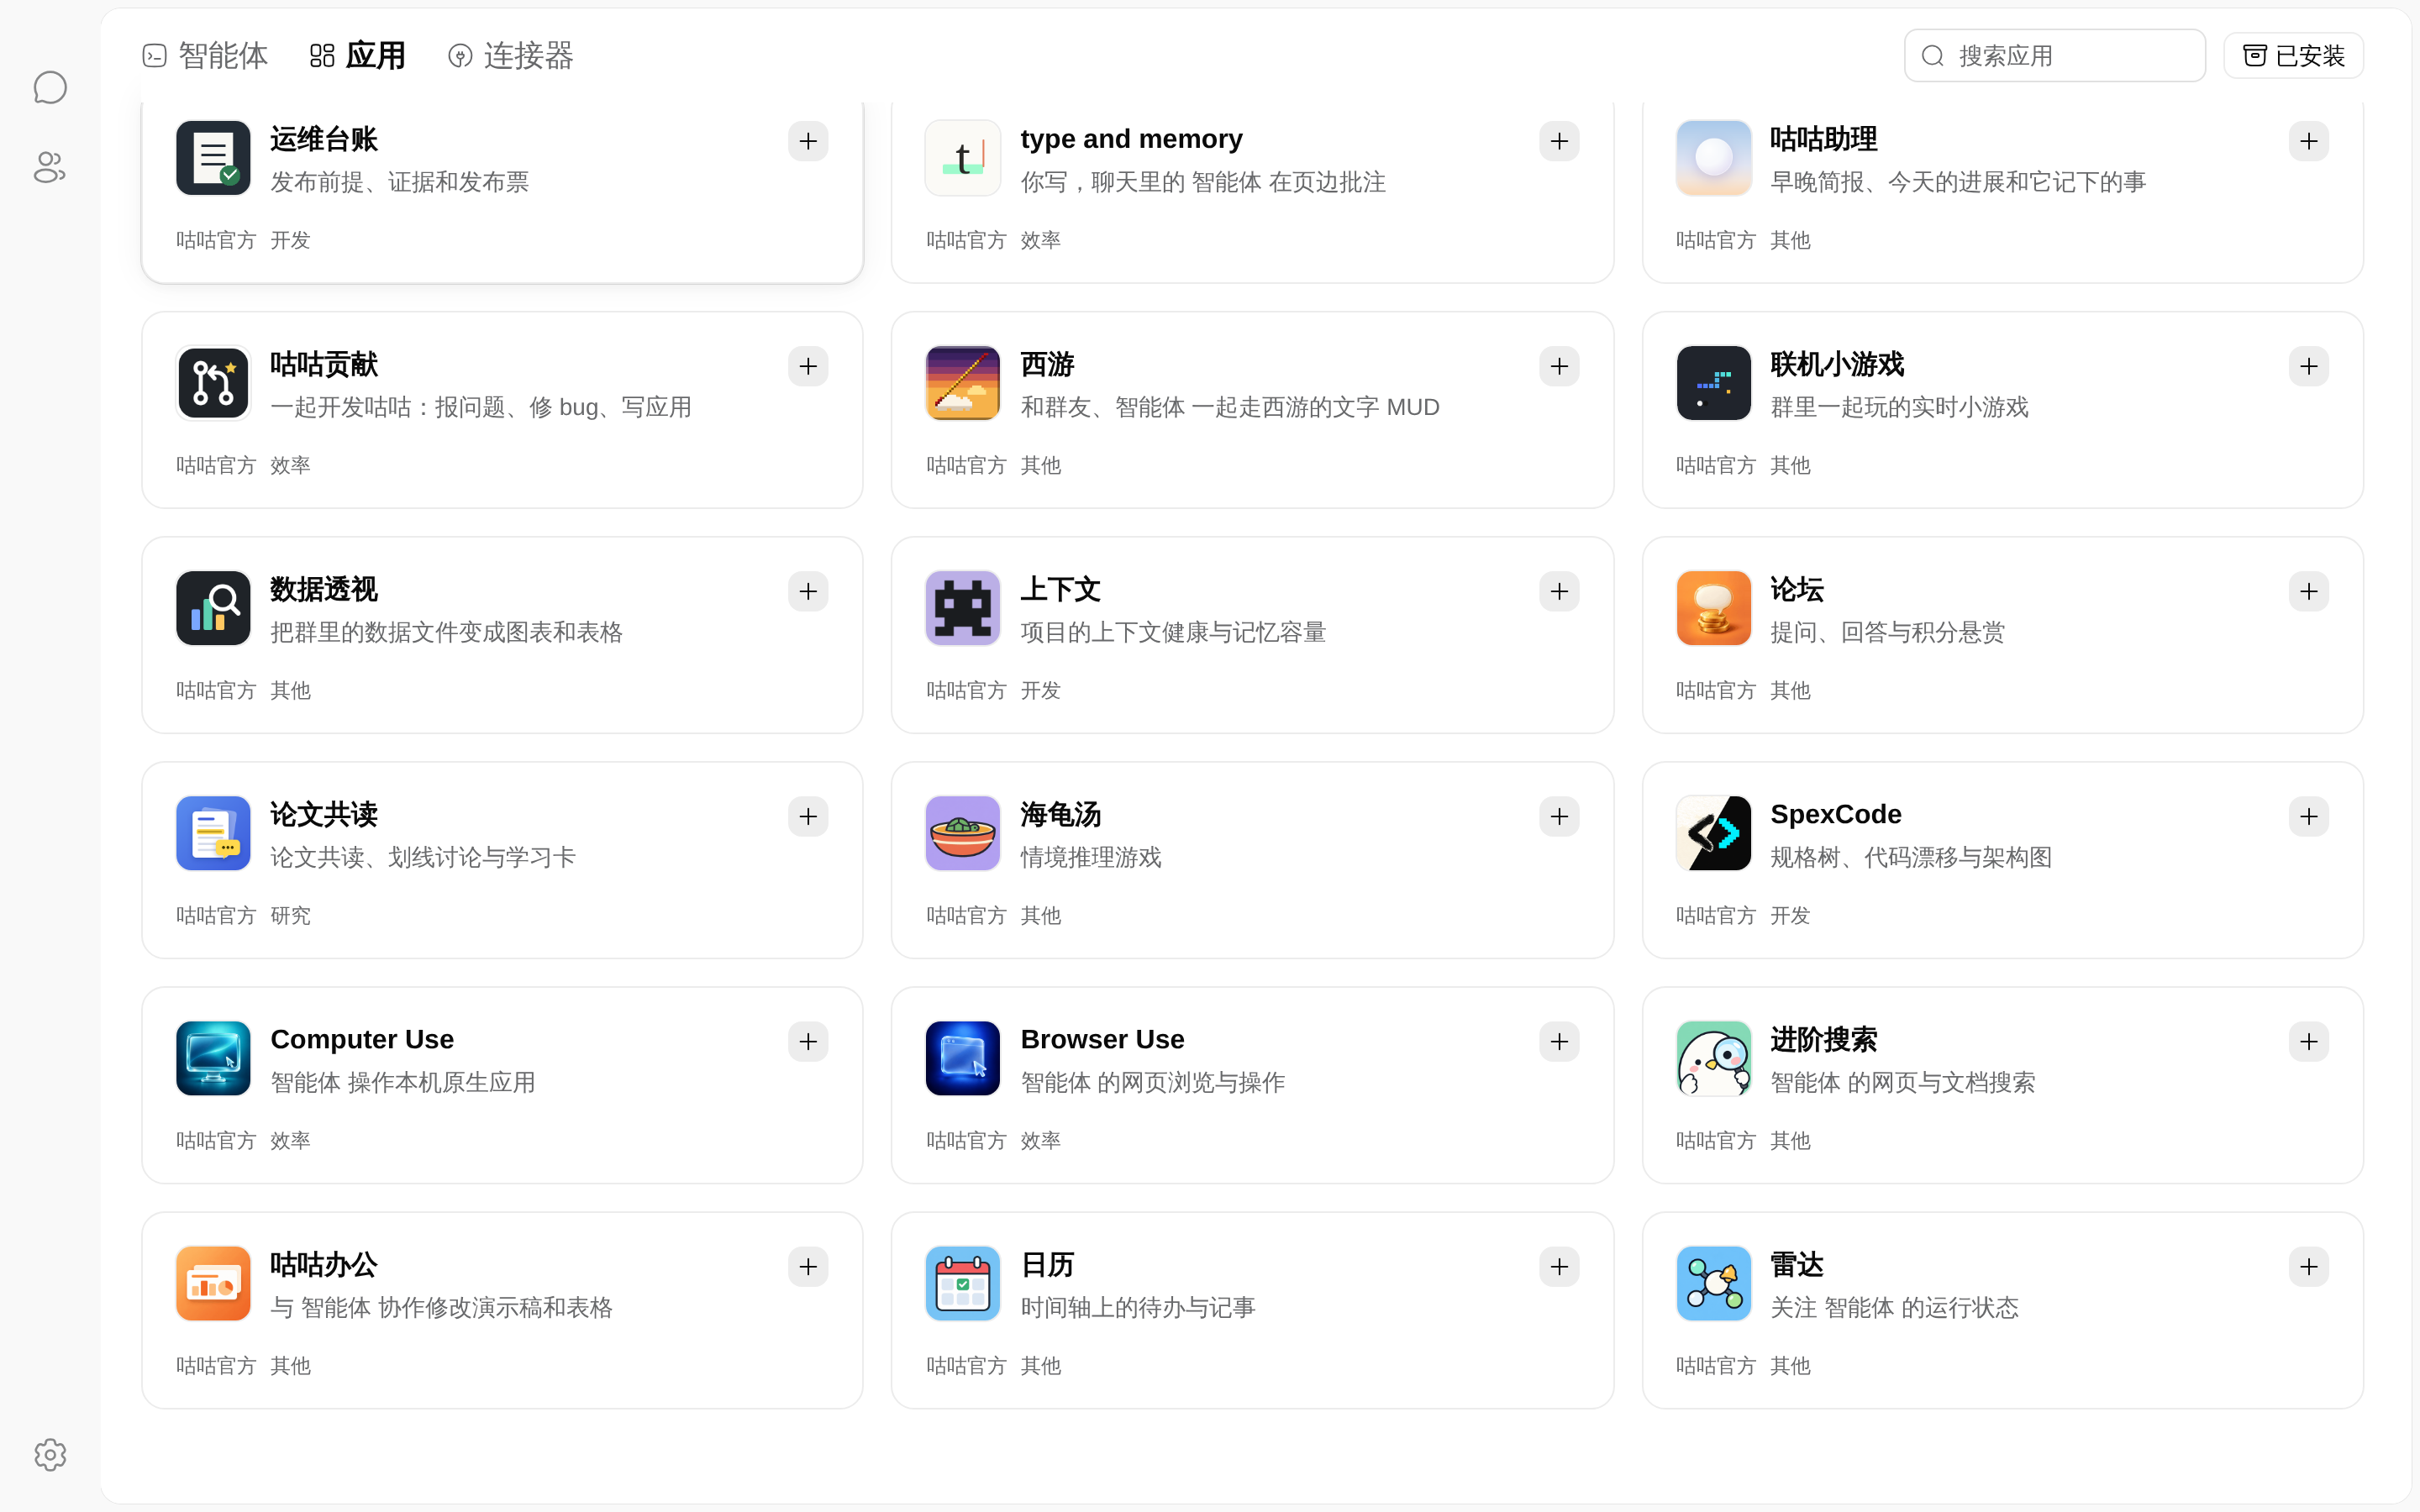 智能体 应用 连接器 搜索应用 已安装
运维台账
发布前提、证据和发布票
咕咕官方 开发
type and memory
你写，聊天里的 智能体 在页边批注
咕咕官方 效率
咕咕助理
早晚简报、今天的进展和它记下的事
咕咕官方 其他
咕咕贡献
一起开发咕咕：报问题、修 bug、写应用
咕咕官方 效率
西游
和群友、智能体 一起走西游的文字 MUD
咕咕官方 其他
联机小游戏
群里一起玩的实时小游戏
咕咕官方 其他
数据透视
把群里的数据文件变成图表和表格
咕咕官方 其他
上下文
项目的上下文健康与记忆容量
咕咕官方 开发
论坛
提问、回答与积分悬赏
咕咕官方 其他
论文共读
论文共读、划线讨论与学习卡
咕咕官方 研究
海龟汤
情境推理游戏
咕咕官方 其他
SpexCode
规格树、代码漂移与架构图
咕咕官方 开发
Computer Use
智能体 操作本机原生应用
咕咕官方 效率
Browser Use
智能体 的网页浏览与操作
咕咕官方 效率
进阶搜索
智能体 的网页与文档搜索
咕咕官方 其他
咕咕办公
与 智能体 协作修改演示稿和表格
咕咕官方 其他
日历
时间轴上的待办与记事
咕咕官方 其他
雷达
关注 智能体 的运行状态
咕咕官方 其他